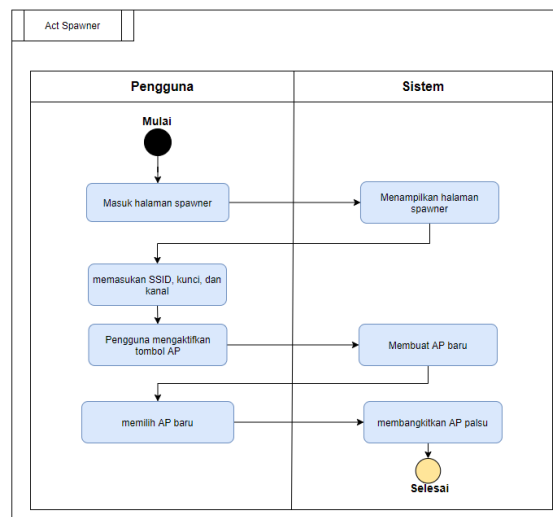 Act Spawner
Pengguna
Sistem
Mulai
Masuk halaman spawner
Menampilkan halaman
spawner
memasukan SSID, kunci, dan
kanal
Pengguna mengaktifkan
tombol AP
Membuat AP baru
memilih AP baru
membangkitkan AP palsu
Selesai